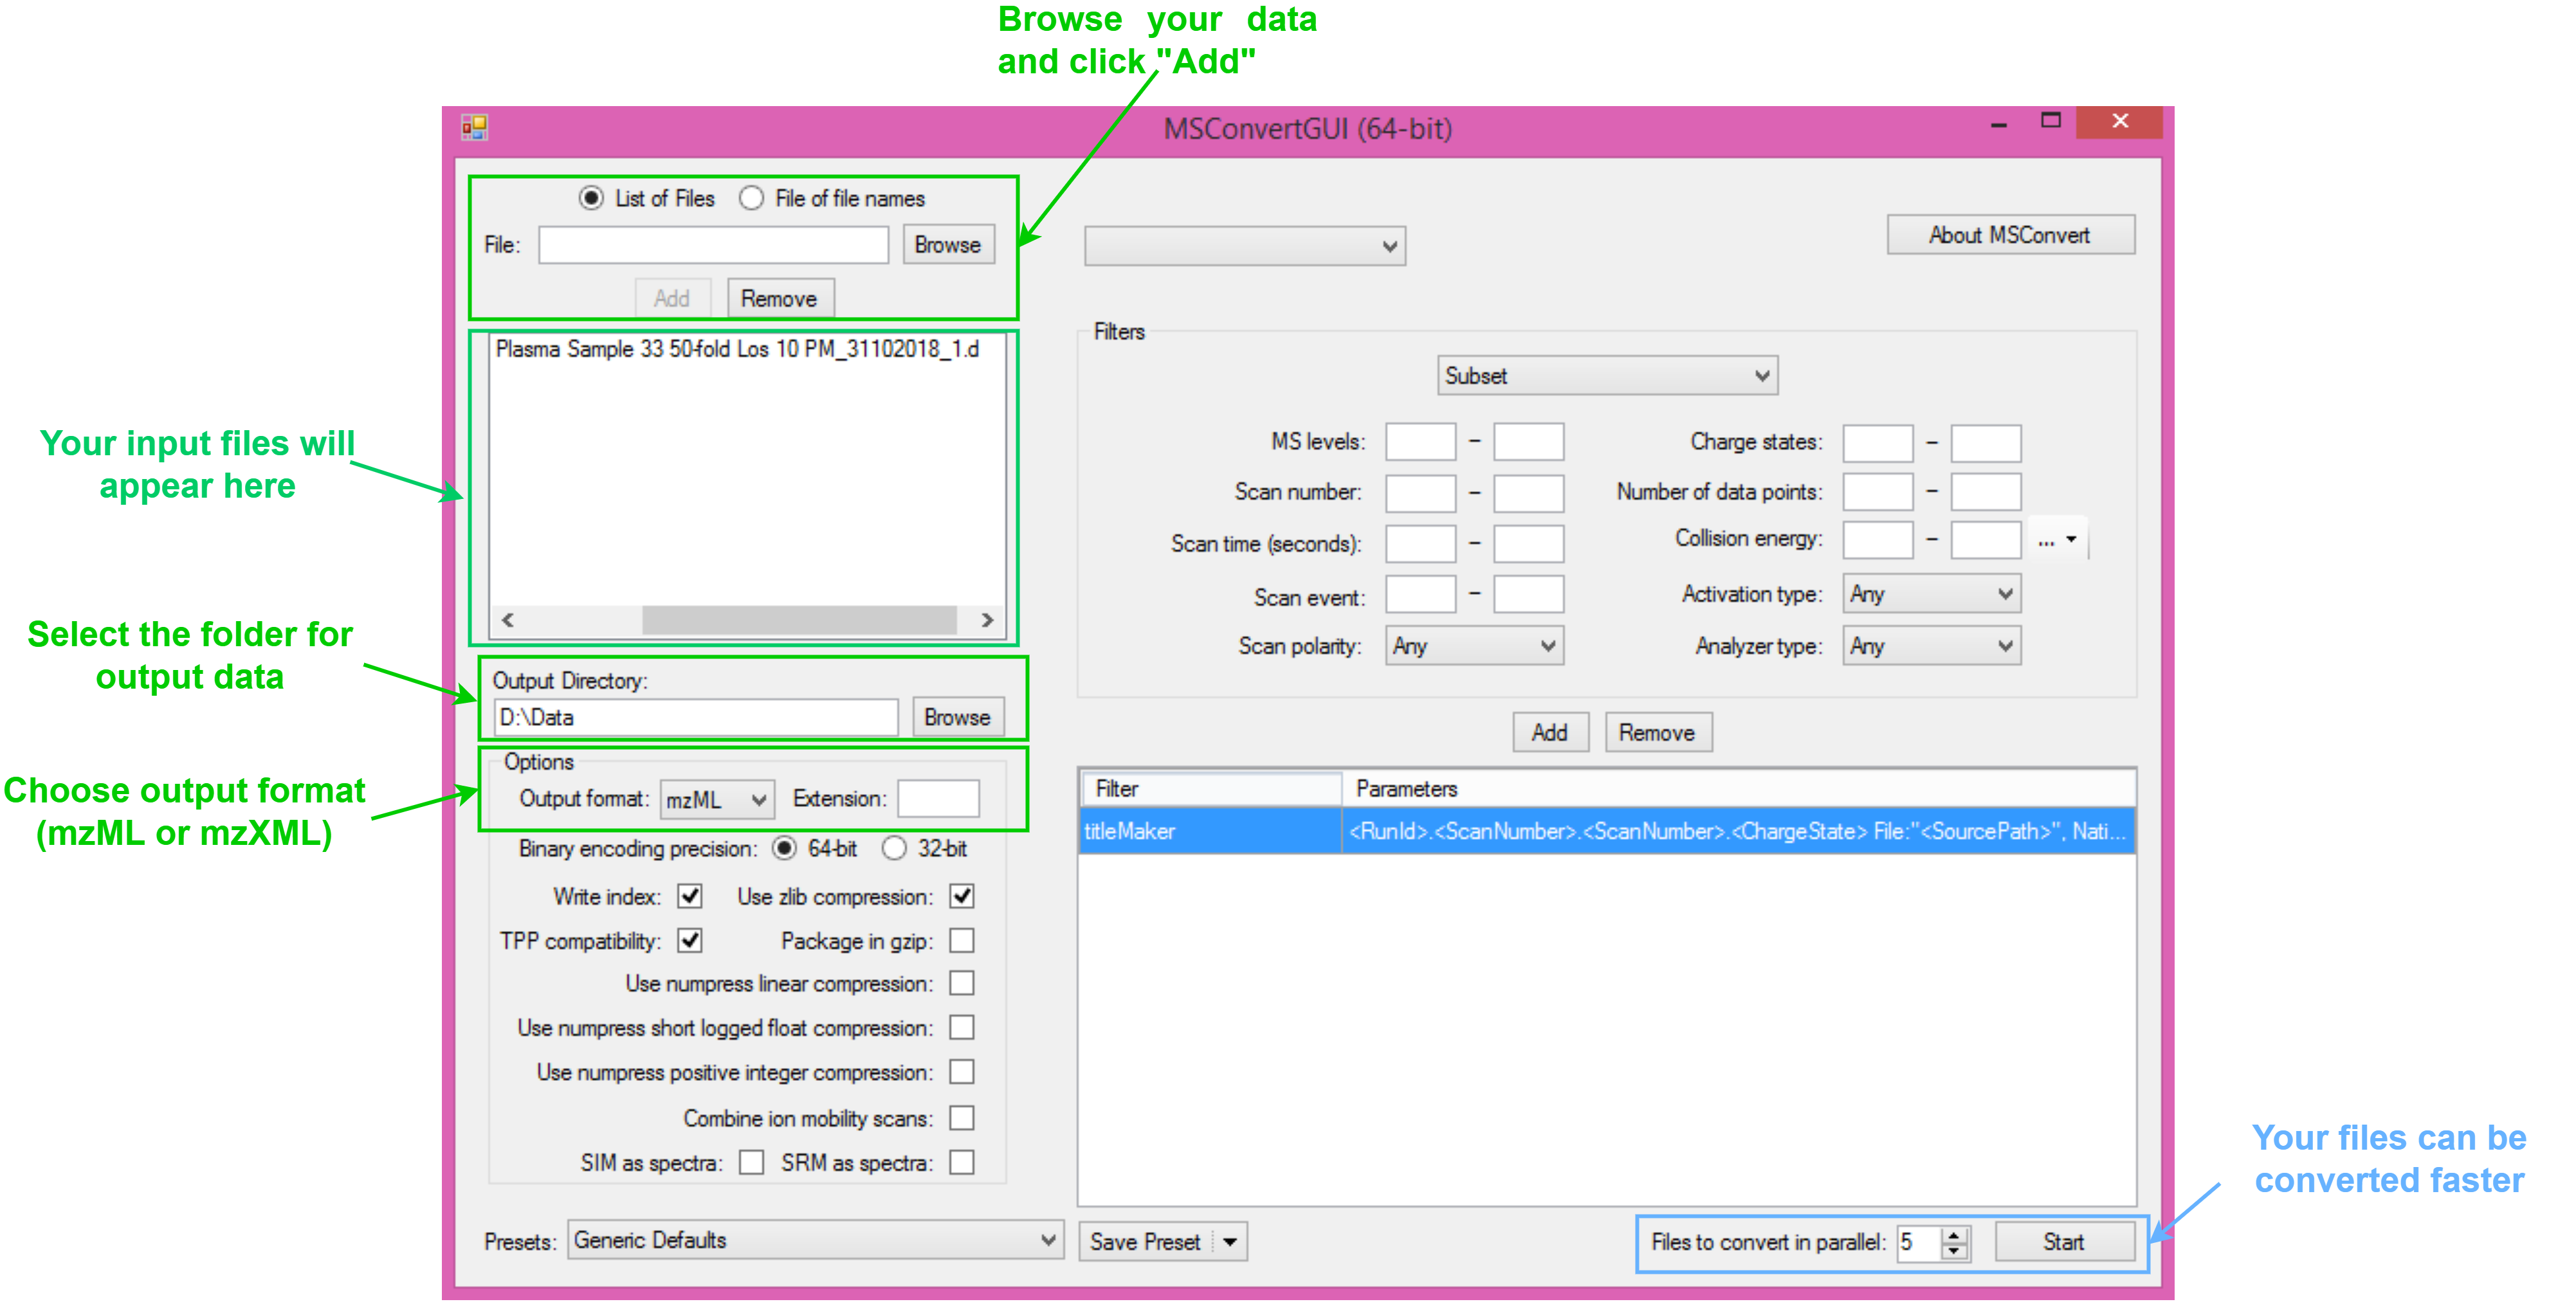 Browse your data
and click "Add"
MSConvertGUI (64-bit)
List of Files File of file names
File: Browse
Add Remove
About MSConvert
Plasma Sample 33 50-fold Los 10 PM_31102018_1.d
Your input files will
appear here
Select the folder for
output data
Output Directory:
D:\Data Browse
Choose output format
(mzML or mzXML)
Options
Output format: mzML Extension:
Binary encoding precision: 64-bit 32-bit
Write index: Use zlib compression:
TPP compatibility: Package in gzip:
Use numpress linear compression:
Use numpress short logged float compression:
Use numpress positive integer compression:
Combine ion mobility scans:
SIM as spectra: SRM as spectra:
Presets: Generic Defaults Save Preset
Filters
Subset
MS levels: - Charge states: -
Scan number: - Number of data points: -
Scan time (seconds): - Collision energy: - ...
Scan event: - Activation type: Any
Scan polarity: Any Analyzer type: Any
Add Remove
Filter Parameters
titleMaker <RunId>.<ScanNumber>.<ScanNumber>.<ChargeState> File:"<SourcePath>", Nati...
Your files can be
converted faster
Files to convert in parallel: 5 Start